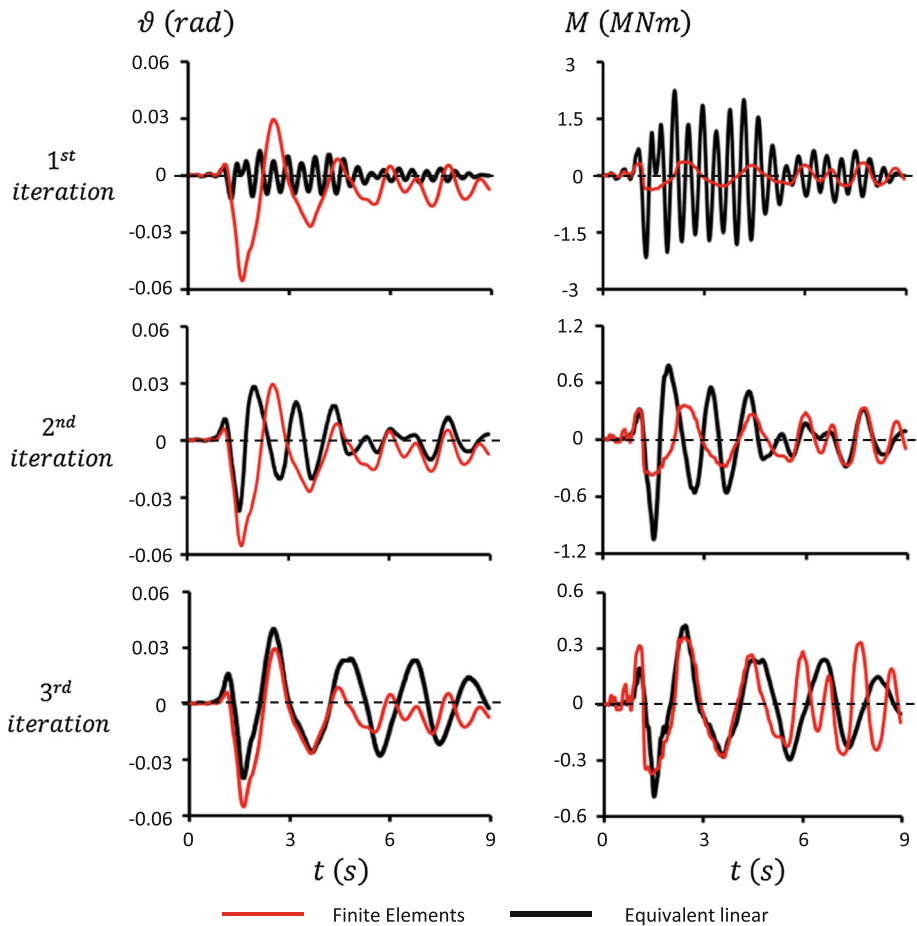 ϑ (rad)
M (MNm)
1st iteration
0.06
0.03
0
-0.03
-0.06
3
1.5
0
-1.5
-3
2nd iteration
0.06
0.03
0
-0.03
-0.06
1.2
0.6
0
-0.6
-1.2
3rd iteration
0.06
0.03
0
-0.03
-0.06
0.6
0.3
0
-0.3
-0.6
0 3 6 9
0 3 6 9
t (s)
t (s)
Finite Elements
Equivalent linear